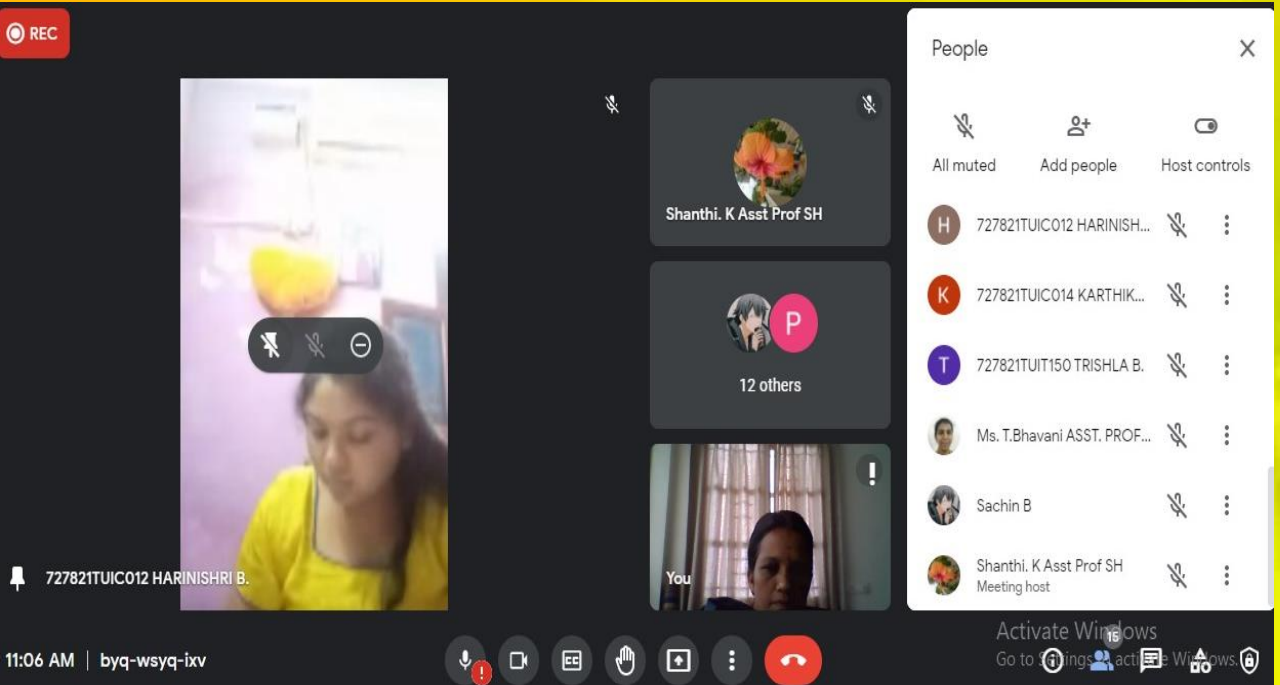 REC
People
All muted
Add people
Host controls
Shanthi. K Asst Prof SH
H
727821TUIC012 HARINISH...
K
727821TUIC014 KARTHIK...
P
12 others
T
727821TUIT150 TRISHLA B.
Ms. T.Bhavani ASST. PROF...
Sachin B
You
Shanthi. K Asst Prof SH
Meeting host
727821TUIC012 HARINISHRI B.
Activate Windows
15
Go to Settings to activate Windows.
11:06 AM | byq-wsyq-ixv
CC